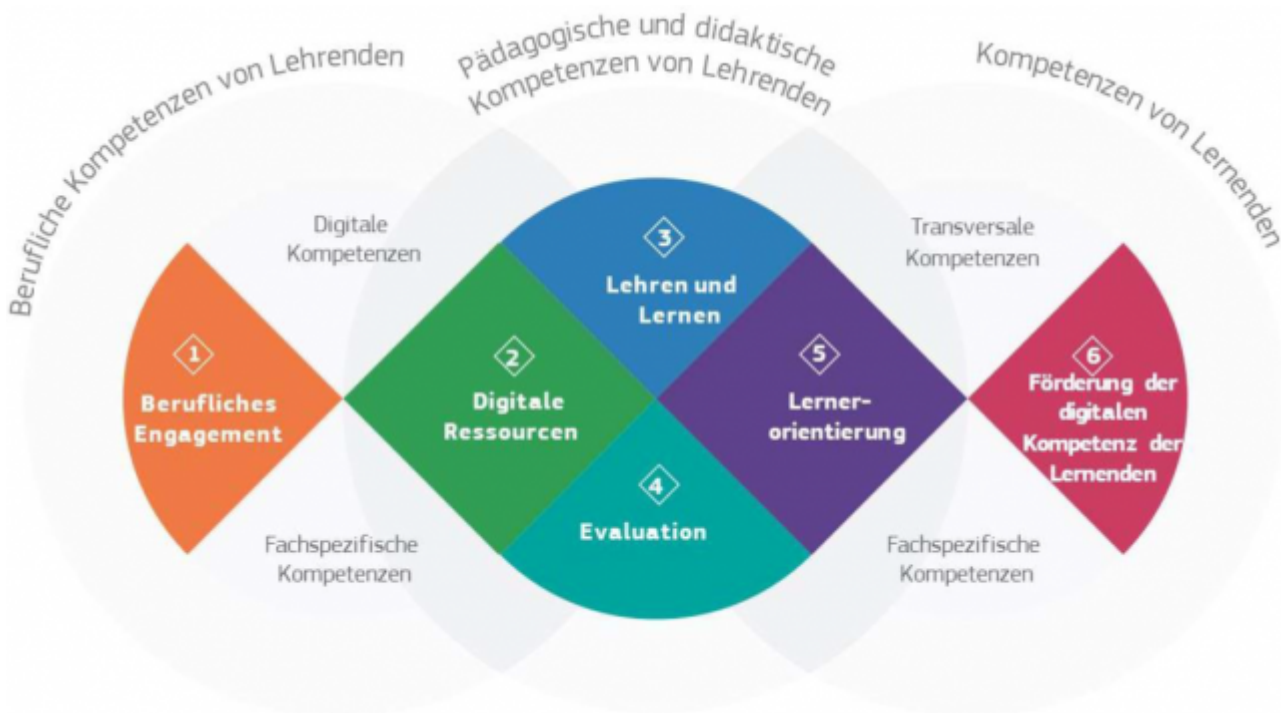 Berufliche Kompetenzen von Lehrenden
Pädagogische und didaktische
Kompetenzen von Lehrenden
Kompetenzen von Lernenden
Digitale
Kompetenzen
Transversale
Kompetenzen
1
Berufliches
Engagement
2
Digitale
Ressourcen
3
Lehren und
Lernen
4
Evaluation
5
Lerner-
orientierung
6
Förderung der
digitalen
Kompetenz der
Lernenden
Fachspezifische
Kompetenzen
Fachspezifische
Kompetenzen